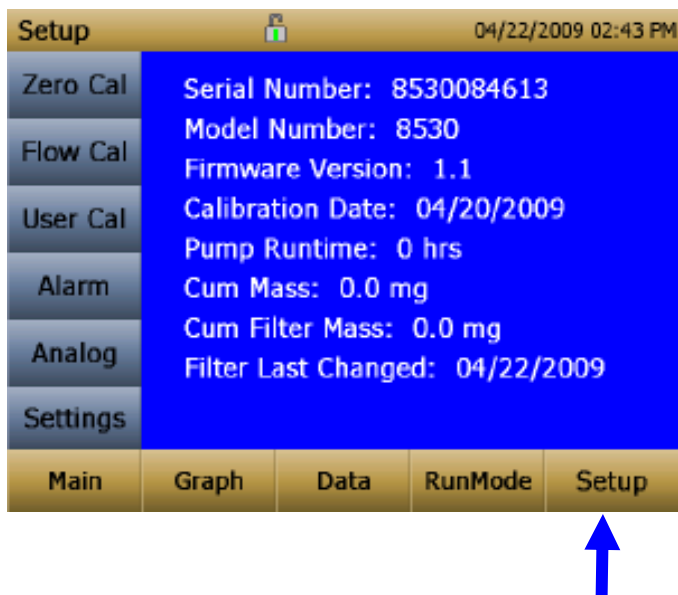 Setup 04/22/2009 02:43 PM
Zero Cal
Flow Cal
User Cal
Alarm
Analog
Settings
Serial Number: 8530084613
Model Number: 8530
Firmware Version: 1.1
Calibration Date: 04/20/2009
Pump Runtime: 0 hrs
Cum Mass: 0.0 mg
Cum Filter Mass: 0.0 mg
Filter Last Changed: 04/22/2009
Main Graph Data RunMode Setup